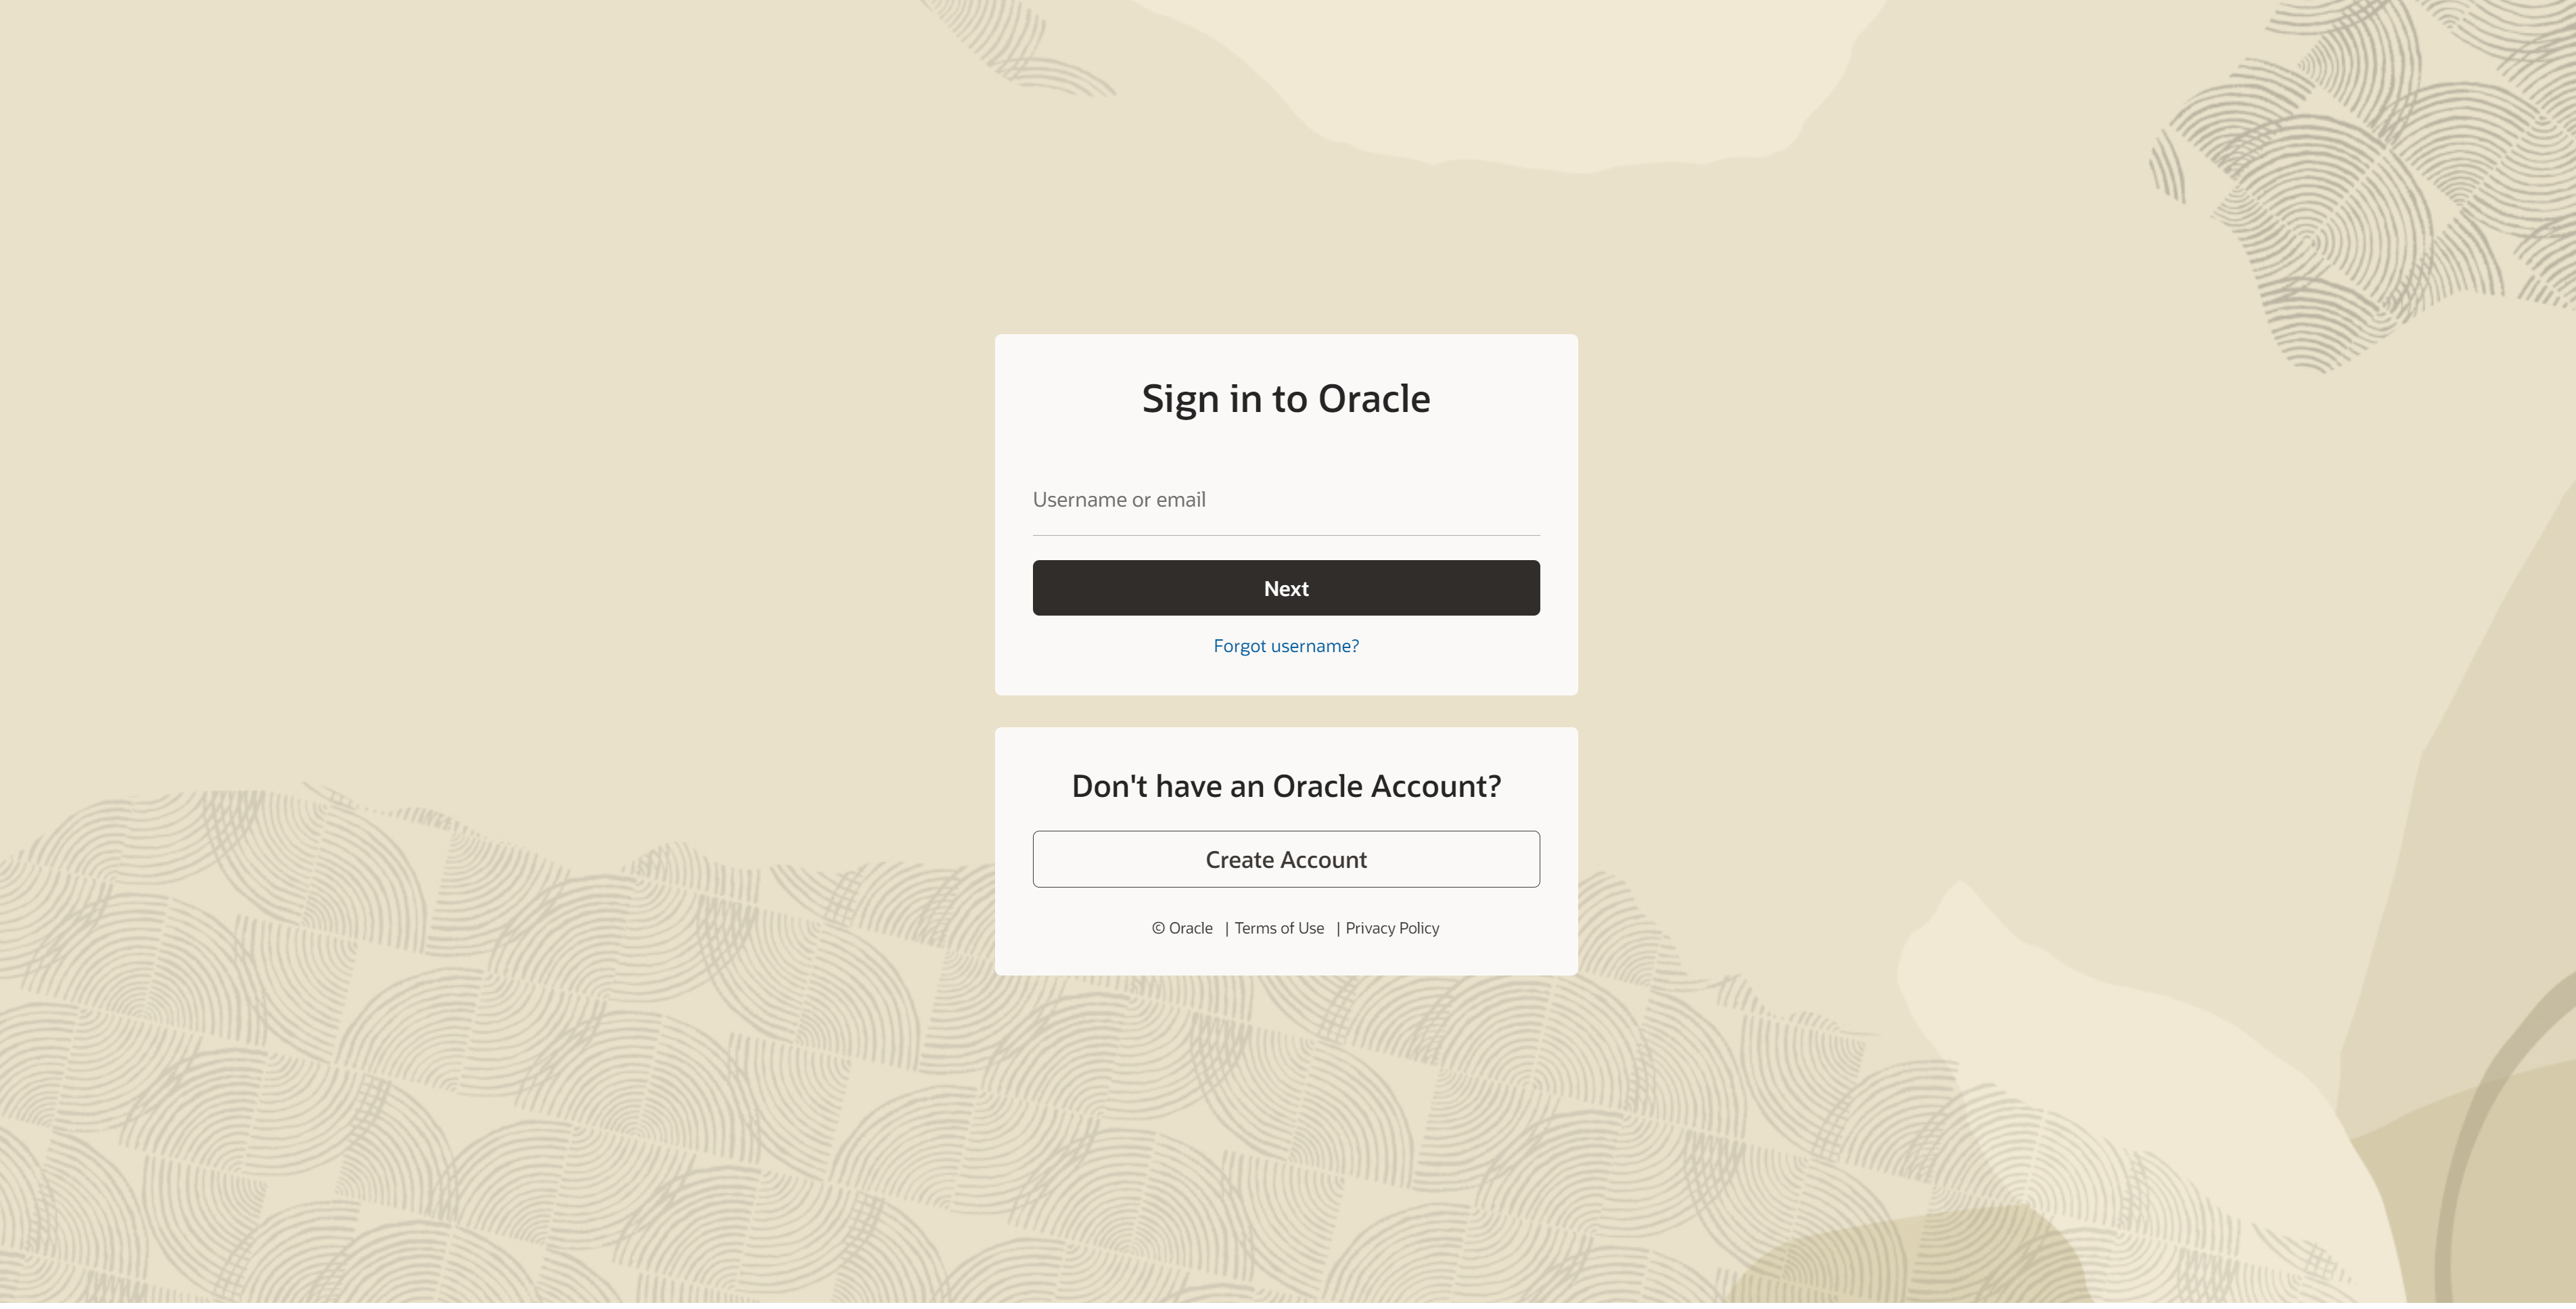 Sign in to Oracle
Username or email
Next
Forgot username?
Don't have an Oracle Account?
Create Account
© Oracle | Terms of Use | Privacy Policy